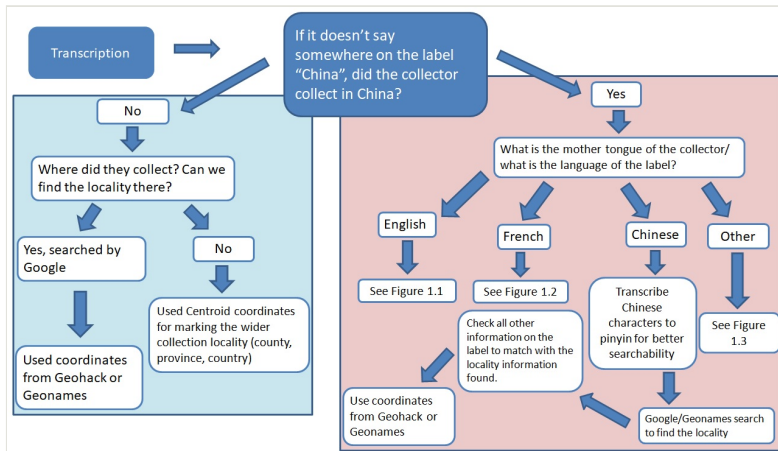 Transcription
If it doesn’t say
somewhere on the label
“China”, did the collector
collect in China?
No
Where did they collect? Can we
find the locality there?
Yes, searched by
Google
No
Used coordinates
from Geohack or
Geonames
Used Centroid coordinates
for marking the wider
collection locality (county,
province, country)
Yes
What is the mother tongue of the collector/
what is the language of the label?
English
French
Chinese
Other
See Figure 1.1
See Figure 1.2
Transcribe
Chinese
characters to
pinyin for better
searchability
See Figure
1.3
Check all other
information on the
label to match with the
locality information
found.
Use coordinates
from Geohack or
Geonames
Google/Geonames search
to find the locality